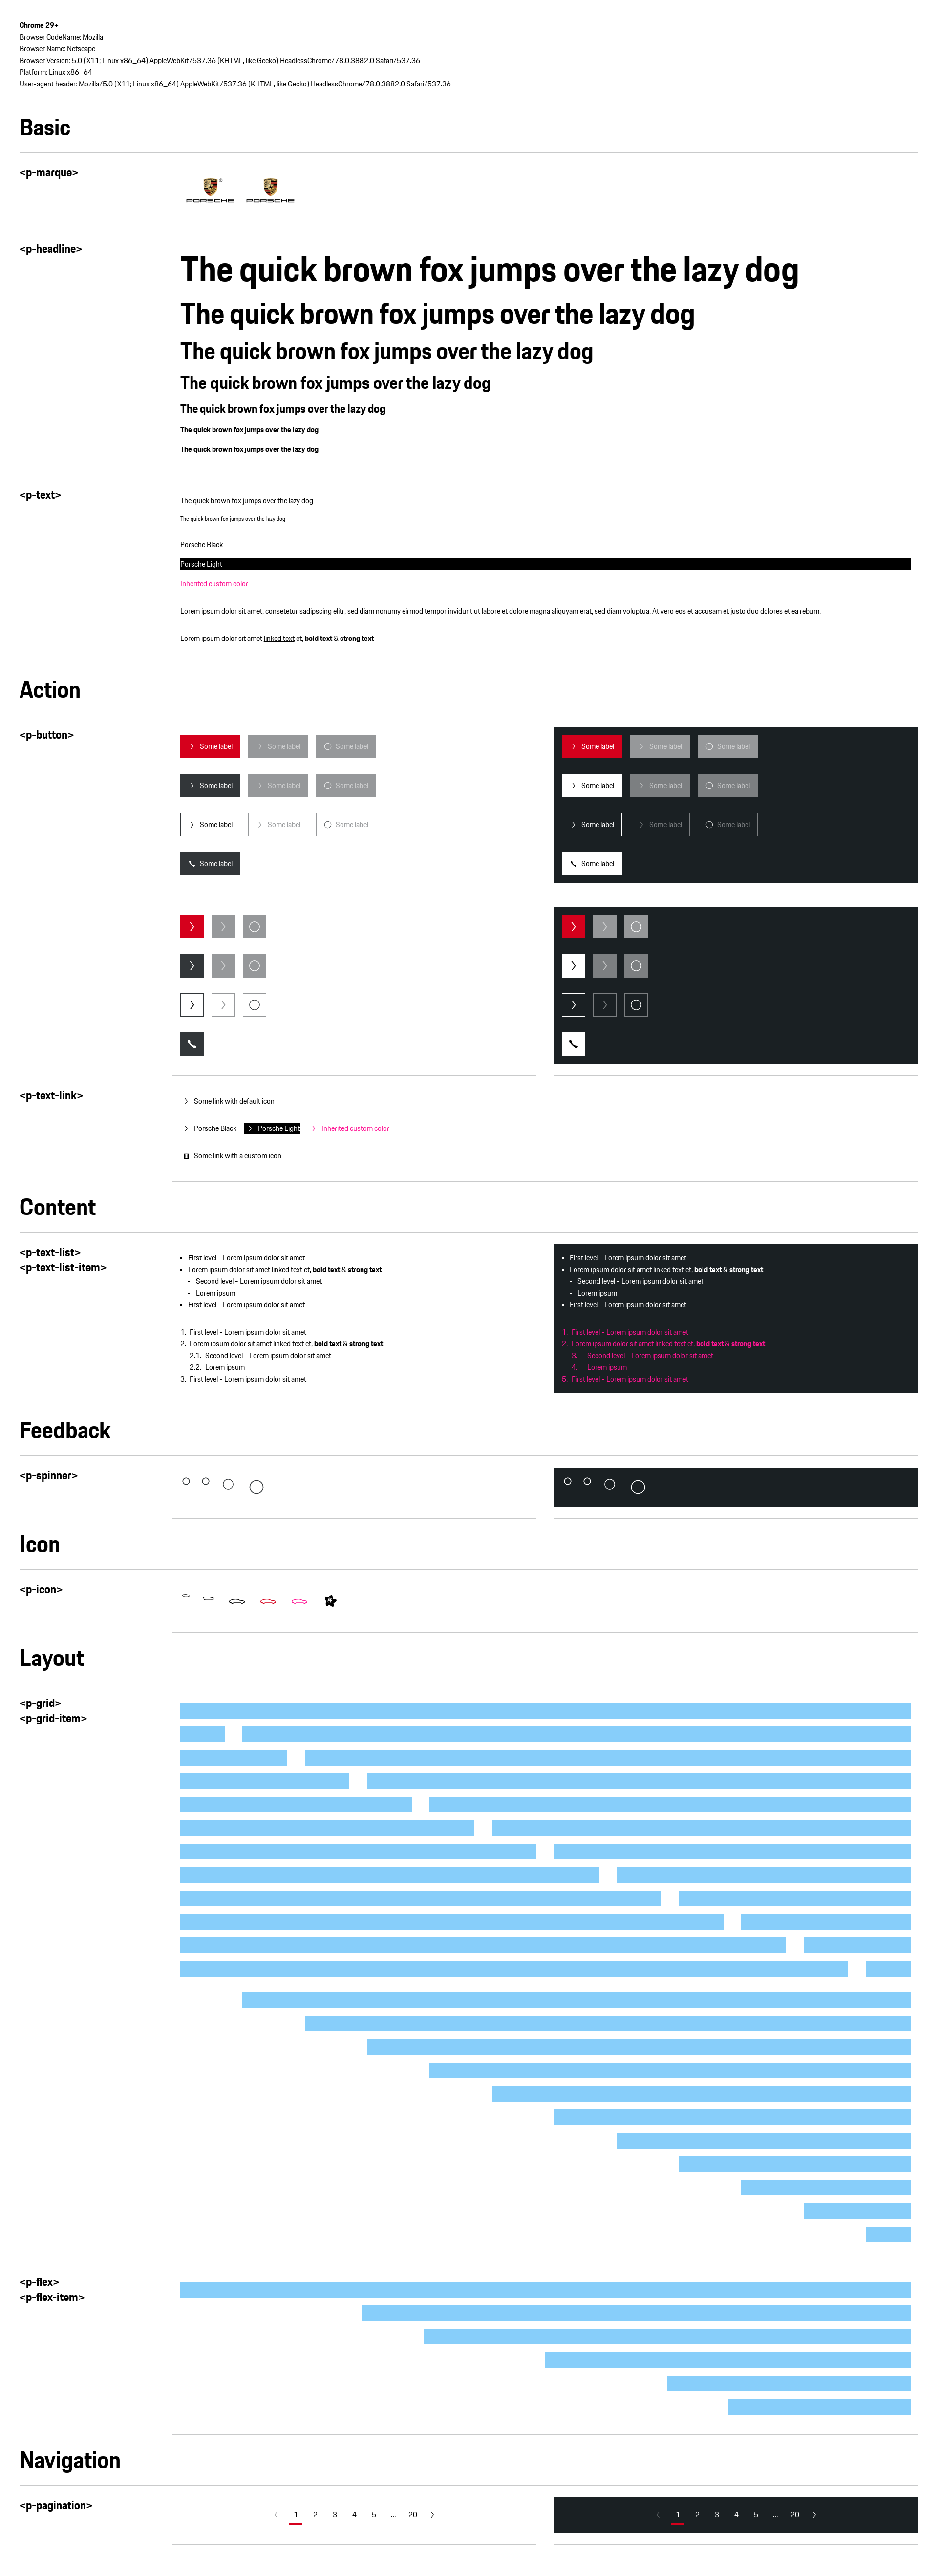 Chrome 29+
Browser CodeName: Mozilla
Browser Name: Netscape
Browser Version: 5.0 (X11; Linux x86_64) AppleWebKit/537.36 (KHTML, like Gecko) HeadlessChrome/78.0.3882.0 Safari/537.36
Platform: Linux x86_64
User-agent header: Mozilla/5.0 (X11; Linux x86_64) AppleWebKit/537.36 (KHTML, like Gecko) HeadlessChrome/78.0.3882.0 Safari/537.36
Basic
<p-marque>
PORSCHE PORSCHE
<p-headline>
The quick brown fox jumps over the lazy dog
The quick brown fox jumps over the lazy dog
The quick brown fox jumps over the lazy dog
The quick brown fox jumps over the lazy dog
The quick brown fox jumps over the lazy dog
The quick brown fox jumps over the lazy dog
The quick brown fox jumps over the lazy dog
<p-text>
The quick brown fox jumps over the lazy dog
The quick brown fox jumps over the lazy dog
Porsche Black
Porsche Light
Inherited custom color
Lorem ipsum dolor sit amet, consetetur sadipscing elitr, sed diam nonumy eirmod tempor invidunt ut labore et dolore magna aliquyam erat, sed diam voluptua. At vero eos et accusam et justo duo dolores et ea rebum.
Lorem ipsum dolor sit amet linked text et, bold text & strong text
Action
<p-button>
Some label Some label Some label
Some label Some label Some label
Some label Some label Some label
Some label
Some label Some label Some label
Some label Some label Some label
Some label Some label Some label
Some label
<p-text-link>
Some link with default icon
Porsche Black Porsche Light Inherited custom color
Some link with a custom icon
Content
<p-text-list>
<p-text-list-item>
• First level - Lorem ipsum dolor sit amet
• Lorem ipsum dolor sit amet linked text et, bold text & strong text
- Second level - Lorem ipsum dolor sit amet
- Lorem ipsum
• First level - Lorem ipsum dolor sit amet
1. First level - Lorem ipsum dolor sit amet
2. Lorem ipsum dolor sit amet linked text et, bold text & strong text
2.1. Second level - Lorem ipsum dolor sit amet
2.2. Lorem ipsum
3. First level - Lorem ipsum dolor sit amet
• First level - Lorem ipsum dolor sit amet
• Lorem ipsum dolor sit amet linked text et, bold text & strong text
- Second level - Lorem ipsum dolor sit amet
- Lorem ipsum
• First level - Lorem ipsum dolor sit amet
1. First level - Lorem ipsum dolor sit amet
2. Lorem ipsum dolor sit amet linked text et, bold text & strong text
3. Second level - Lorem ipsum dolor sit amet
4. Lorem ipsum
5. First level - Lorem ipsum dolor sit amet
Feedback
<p-spinner>
Icon
<p-icon>
Layout
<p-grid>
<p-grid-item>
<p-flex>
<p-flex-item>
Navigation
<p-pagination>
1 2 3 4 5 ... 20
1 2 3 4 5 ... 20